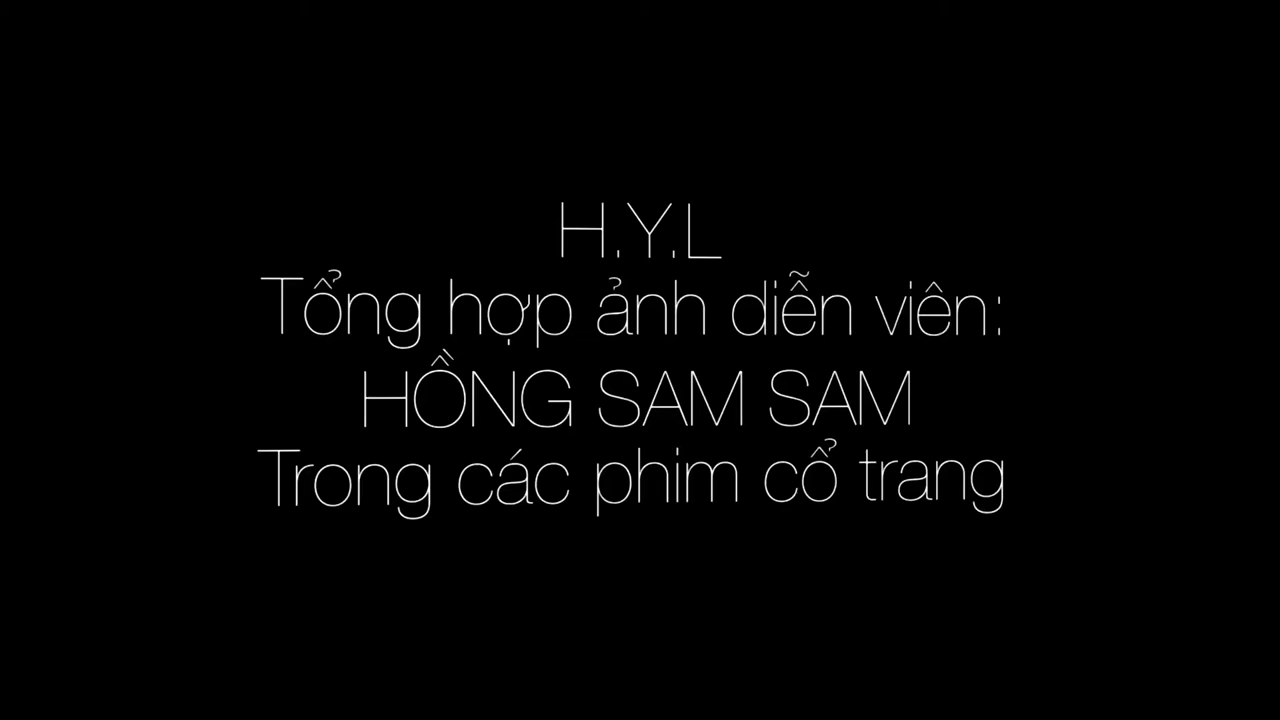 H.Y.L
Tổng hợp ảnh diễn viên:
HỒNG SAM SAM
Trong các phim cổ trang